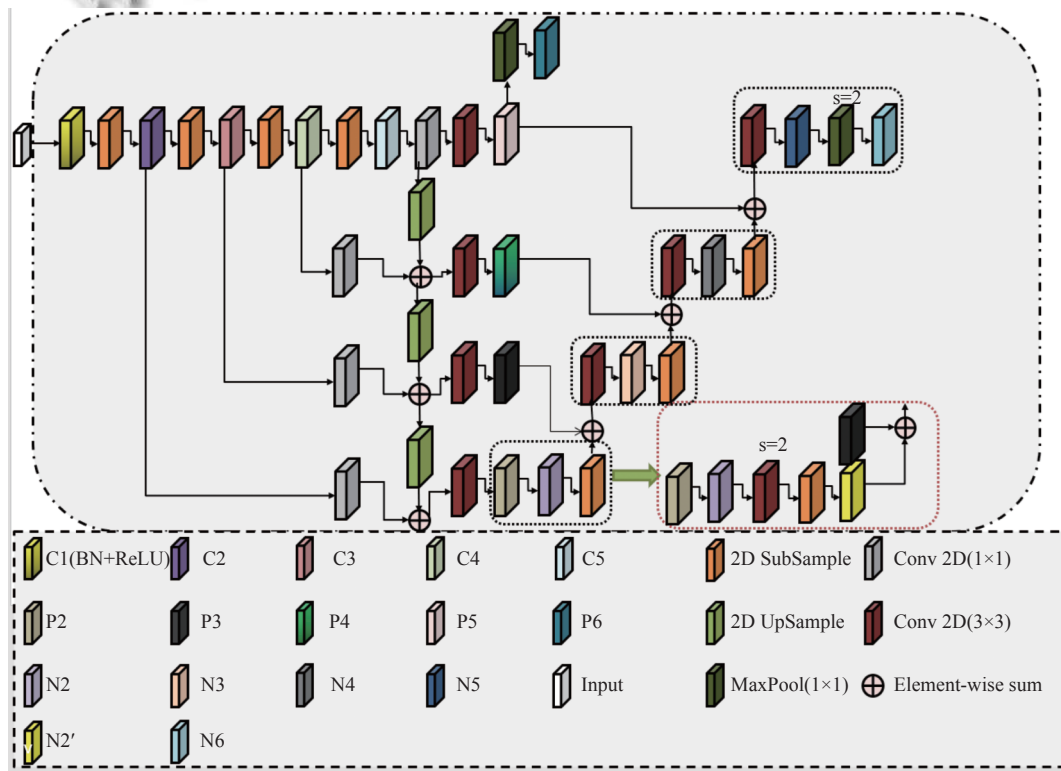 s=2
s=2
C1(BN+ReLU) C2 C3 C4 C5 2D SubSample Conv 2D(1×1)
P2 P3 P4 P5 P6 2D UpSample Conv 2D(3×3)
N2 N3 N4 N5 Input MaxPool(1×1) Element-wise sum
N2′ N6